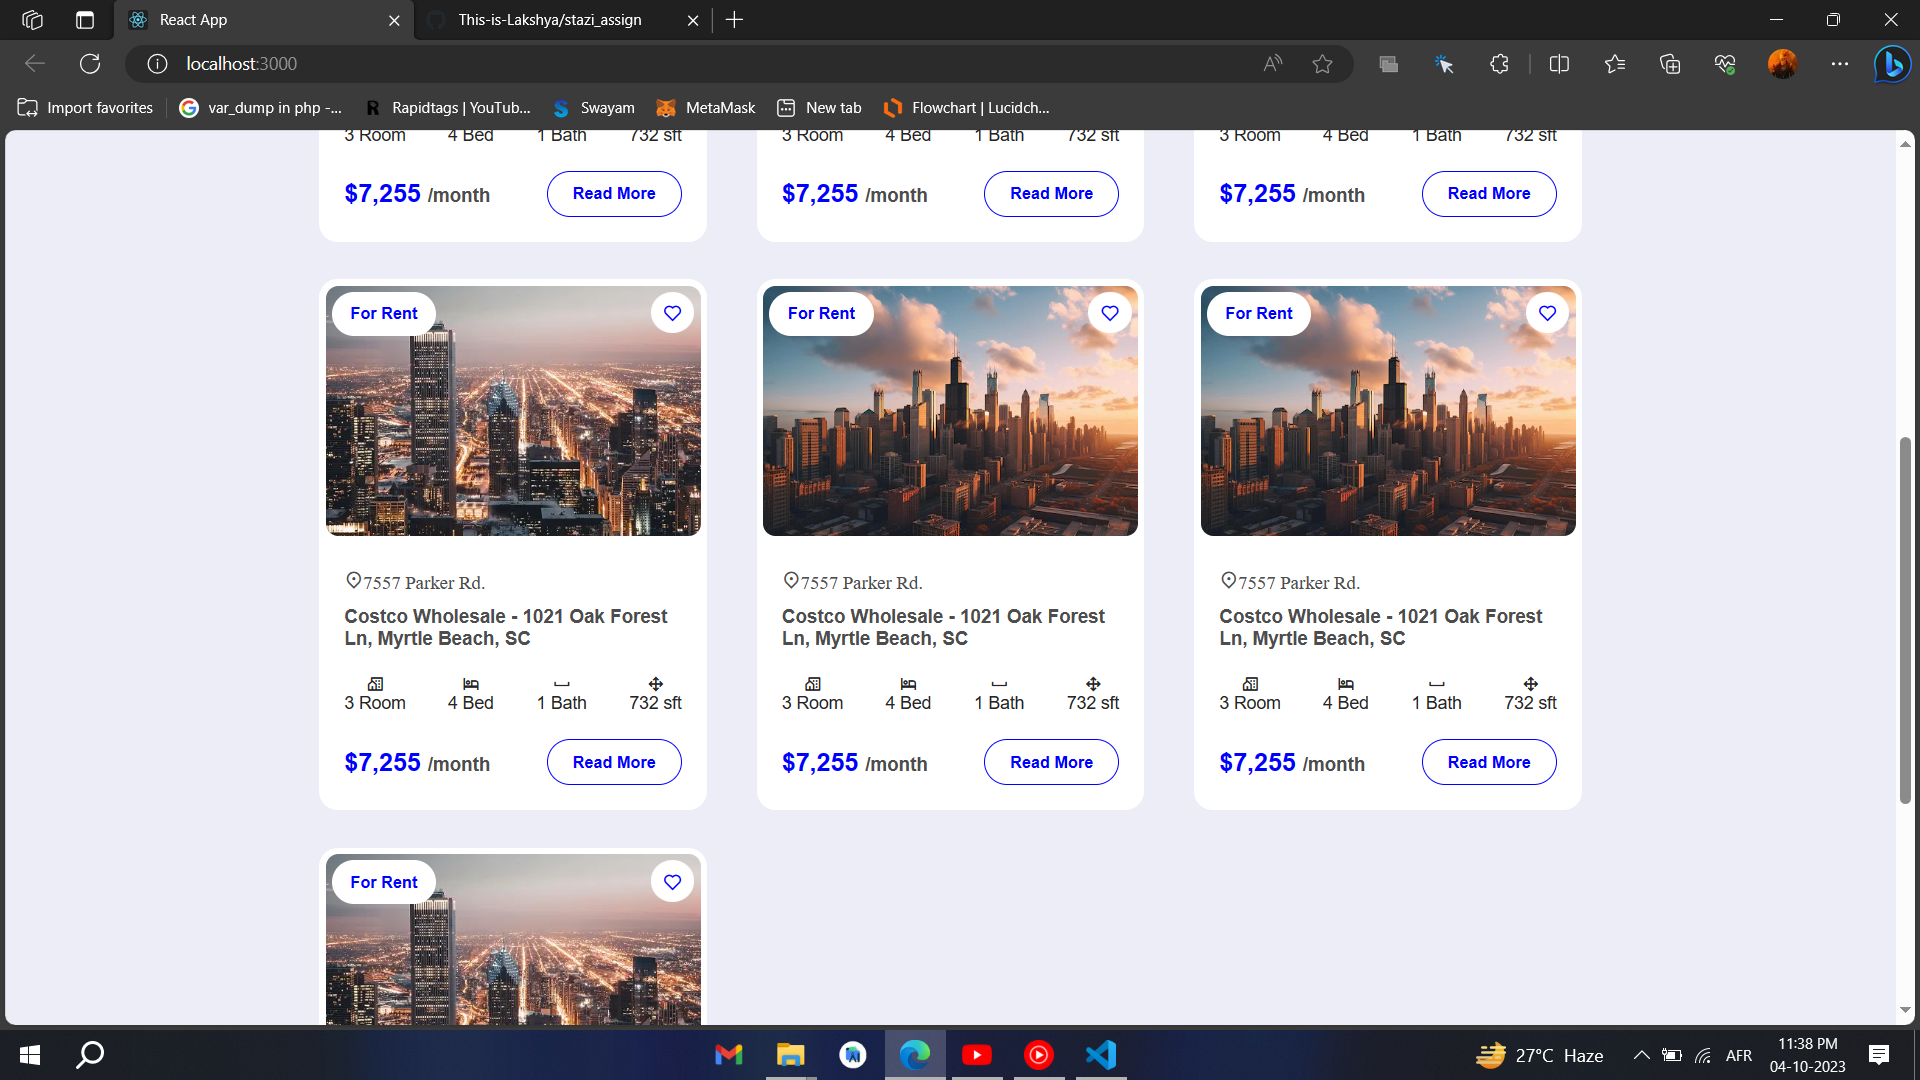 React App
This-is-Lakshya/stazi_assign
localhost:3000
Import favorites
var_dump in php -...
Rapidtags | YouTub...
Swayam
MetaMask
New tab
Flowchart | Lucidch...
3 Room 4 Bed 1 Bath 732 sft
$7,255 /month Read More
3 Room 4 Bed 1 Bath 732 sft
$7,255 /month Read More
3 Room 4 Bed 1 Bath 732 sft
$7,255 /month Read More
For Rent
7557 Parker Rd.
Costco Wholesale - 1021 Oak Forest
Ln, Myrtle Beach, SC
3 Room 4 Bed 1 Bath 732 sft
$7,255 /month Read More
For Rent
7557 Parker Rd.
Costco Wholesale - 1021 Oak Forest
Ln, Myrtle Beach, SC
3 Room 4 Bed 1 Bath 732 sft
$7,255 /month Read More
For Rent
7557 Parker Rd.
Costco Wholesale - 1021 Oak Forest
Ln, Myrtle Beach, SC
3 Room 4 Bed 1 Bath 732 sft
$7,255 /month Read More
For Rent
27°C Haze
AFR
11:38 PM
04-10-2023